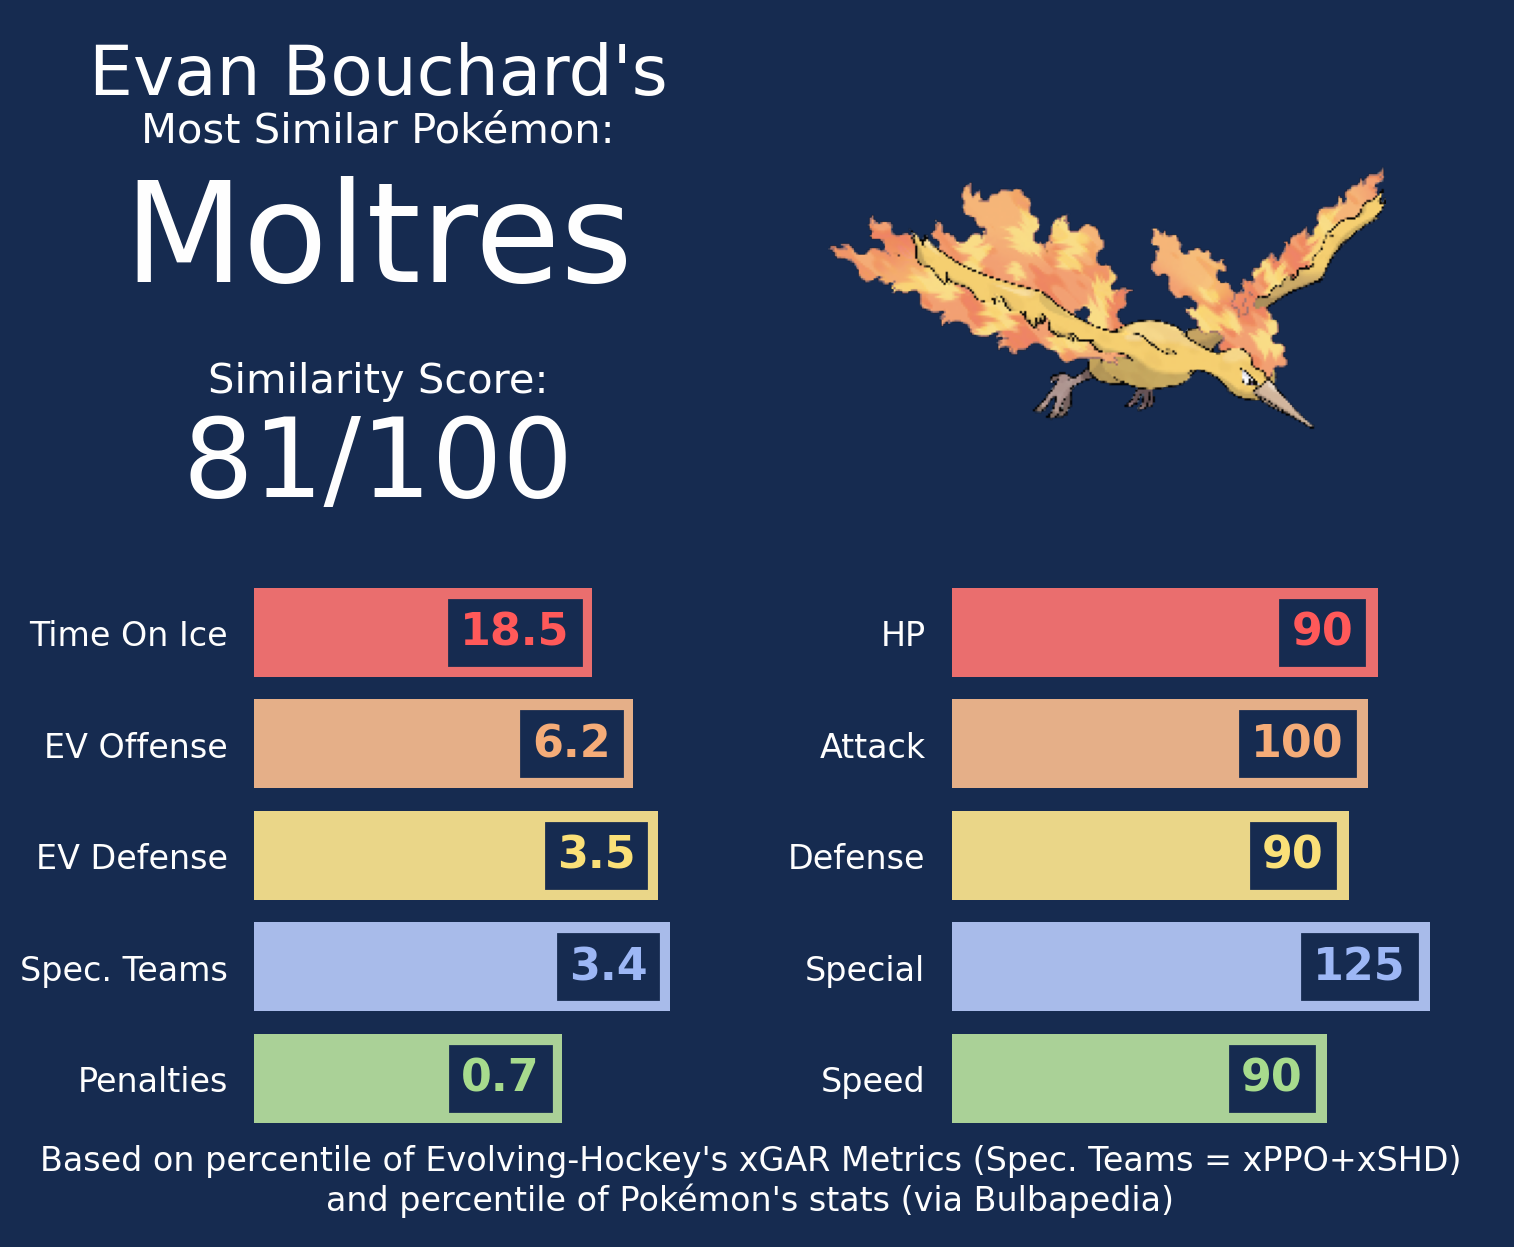 Evan Bouchard's
Most Similar Pokémon:
Moltres
Similarity Score:
81/100
Time On Ice 18.5
EV Offense 6.2
EV Defense 3.5
Spec. Teams 3.4
Penalties 0.7
HP 90
Attack 100
Defense 90
Special 125
Speed 90
Based on percentile of Evolving-Hockey's xGAR Metrics (Spec. Teams = xPPO+xSHD)
and percentile of Pokémon's stats (via Bulbapedia)